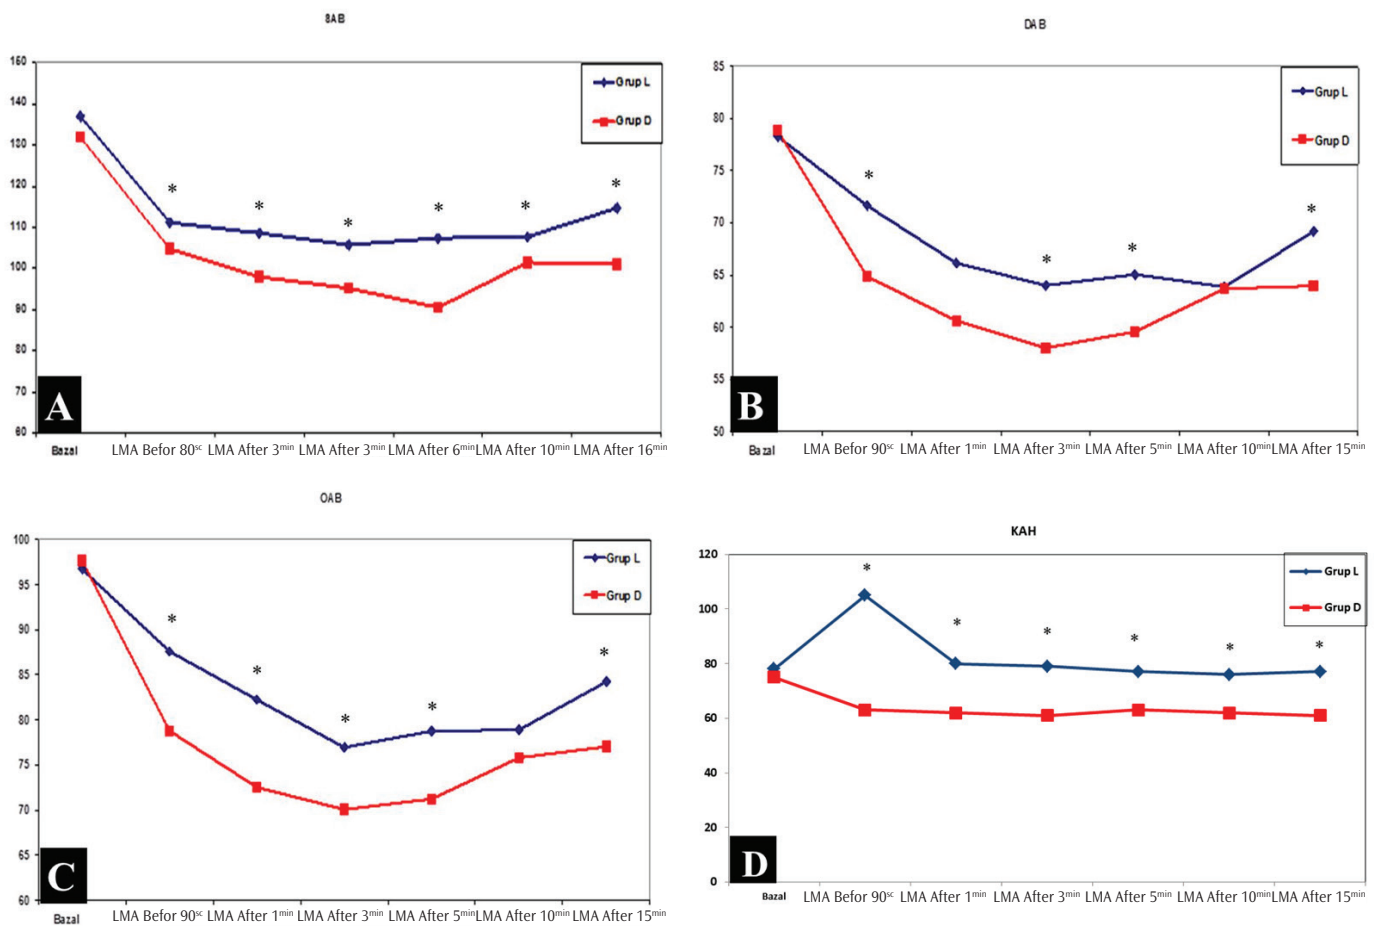 8AB
160
140
130
120
110
100
90
80
70
60
Grup L
Grup D
A
Bazal
LMA Befor 80sc
LMA After 3min
LMA After 3min
LMA After 6min
LMA After 10min
LMA After 16min
DAB
85
80
75
70
65
60
55
50
Grup L
Grup D
B
Bazal
LMA Befor 90sc
LMA After 1min
LMA After 3min
LMA After 5min
LMA After 10min
LMA After 15min
OAB
100
95
90
85
80
75
70
65
60
Grup L
Grup D
C
Bazal
LMA Befor 90sc
LMA After 1min
LMA After 3min
LMA After 5min
LMA After 10min
LMA After 15min
KAH
120
100
80
60
40
20
0
Grup L
Grup D
D
Bazal
LMA Befor 90sc
LMA After 1min
LMA After 3min
LMA After 5min
LMA After 10min
LMA After 15min